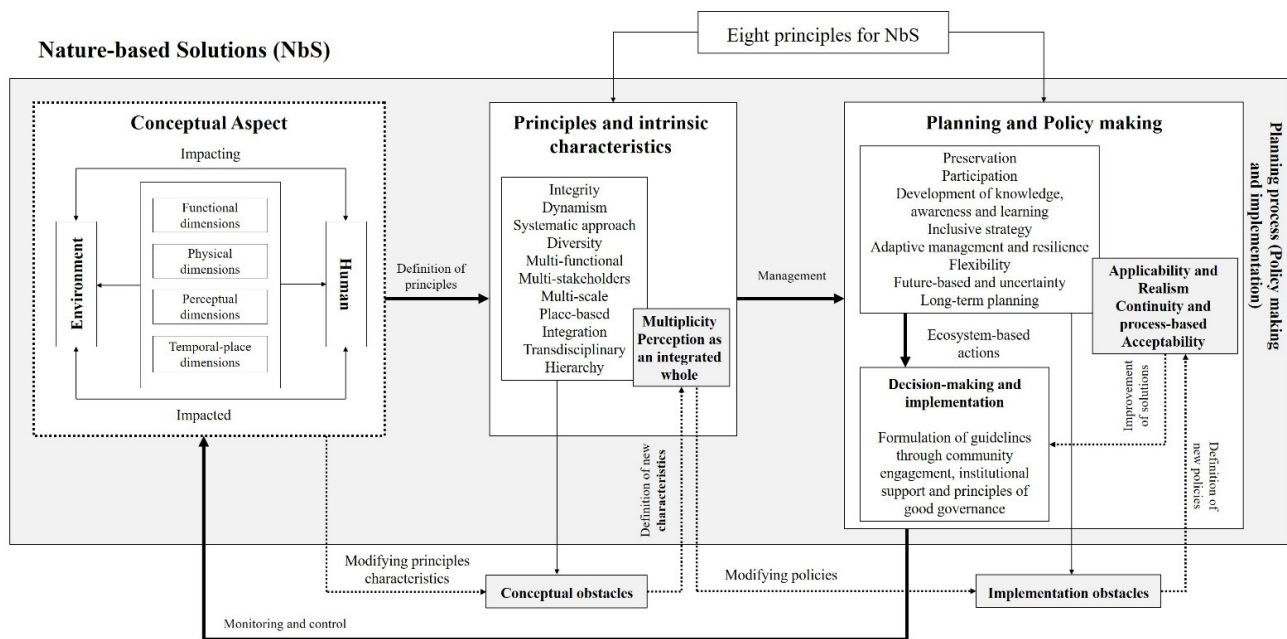 Nature-based Solutions (NbS)
Eight principles for NbS
Conceptual Aspect
Impacting
Environment
Functional
dimensions
Physical
dimensions
Perceptual
dimensions
Temporal-place
dimensions
Human
Impacted
Definition of
principles
Principles and intrinsic
characteristics
Integrity
Dynamism
Systematic approach
Diversity
Multi-functional
Multi-stakeholders
Multi-scale
Place-based
Integration
Transdisciplinary
Hierarchy
Multiplicity
Perception as
an integrated
whole
Management
Planning and Policy making
Preservation
Participation
Development of knowledge,
awareness and learning
Inclusive strategy
Adaptive management and resilience
Flexibility
Future-based and uncertainty
Long-term planning
Applicability and
Realism
Continuity and
process-based
Acceptability
Ecosystem-based
actions
Decision-making and
implementation
Formulation of guidelines
through community
engagement, institutional
support and principles of
good governance
Improvement
of solutions
Definition of
new policies
Planning process (Policy making
and implementation)
Definition of new
characteristics
Modifying principles
characteristics
Conceptual obstacles
Modifying policies
Implementation obstacles
Monitoring and control